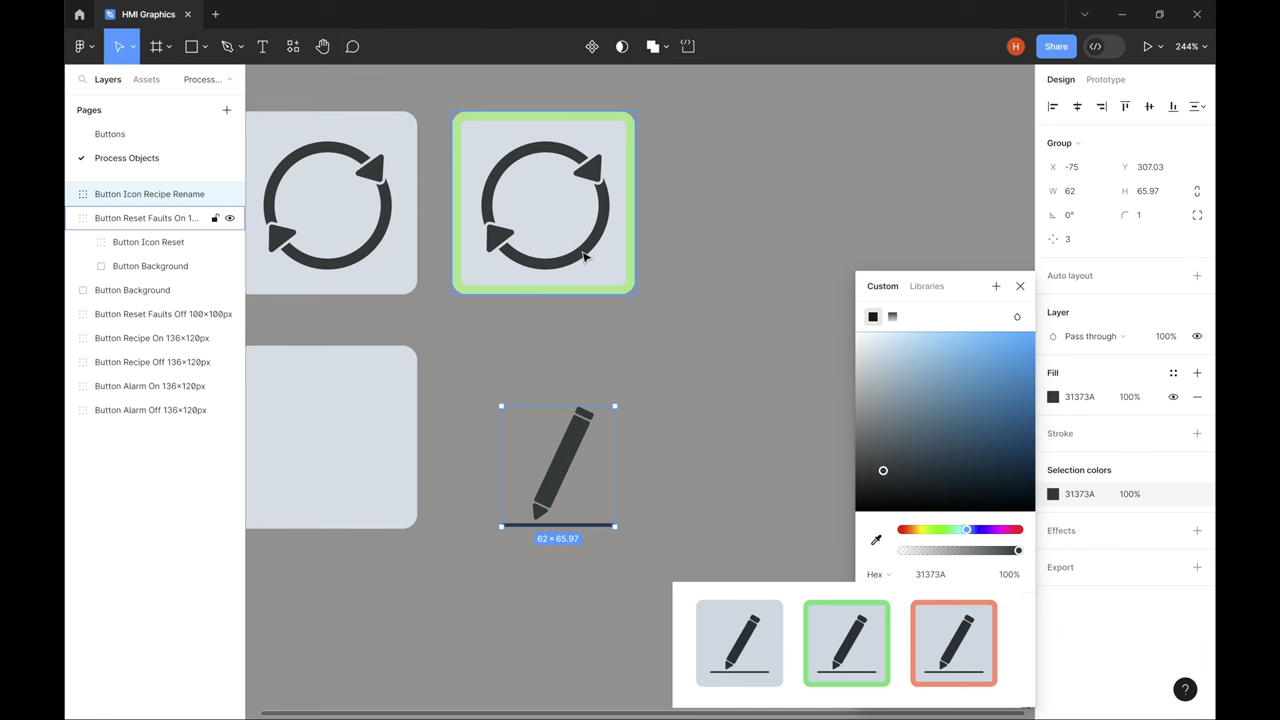 HMI Graphics
H
Share
244%
Layers
Assets
Process...
Pages
Buttons
Process Objects
Button Icon Recipe Rename
Button Reset Faults On 1...
Button Icon Reset
Button Background
Button Background
Button Reset Faults Off 100×100px
Button Recipe On 136×120px
Button Recipe Off 136×120px
Button Alarm On 136×120px
Button Alarm Off 136×120px
62 × 65.97
Custom
Libraries
Hex
31373A
100%
Design
Prototype
Group
X -75
Y 107.03
W 62
H 65.97
0°
1
3
Auto layout
Layer
Pass through
100%
Fill
31373A
100%
Stroke
Selection colors
31373A
100%
Effects
Export
?